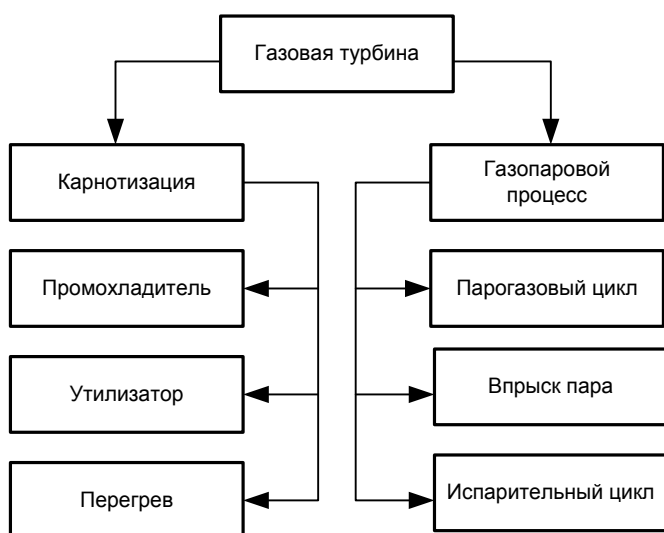 Газовая турбина
Карнотизация
Газопаровой
процесс
Промохладитель
Парогазовый цикл
Утилизатор
Впрыск пара
Перегрев
Испарительный цикл